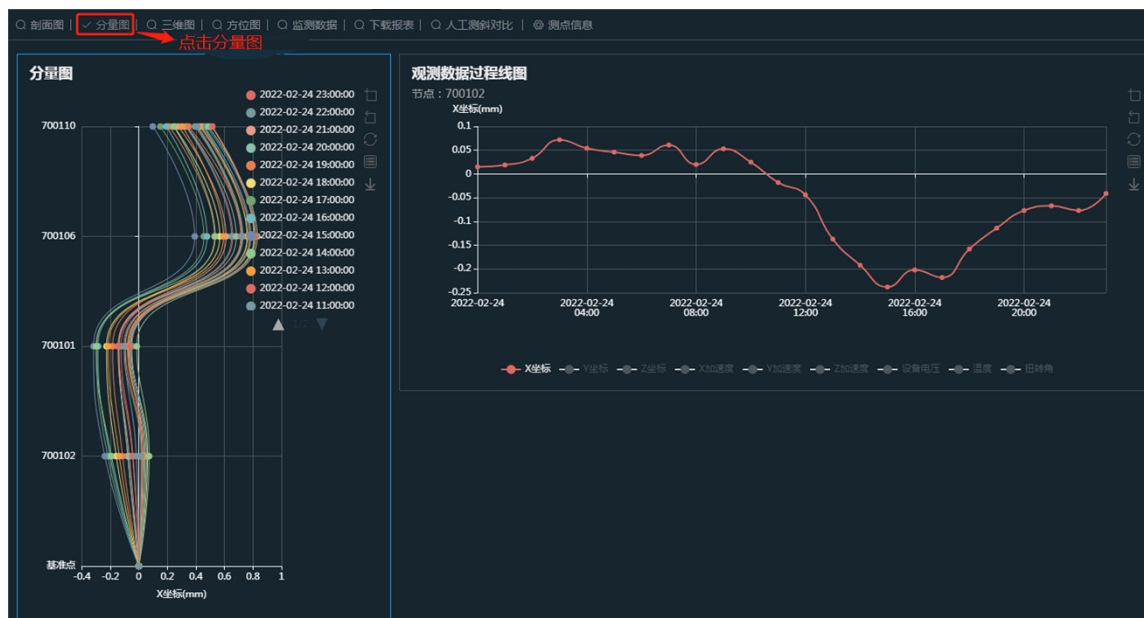 剖面图 | 分量图 | 三维图 | 方位图 | 监测数据 | 下载报表 | 人工测斜对比 | 测点信息
点击分量图
分量图
2022-02-24 23:00:00
2022-02-24 22:00:00
2022-02-24 21:00:00
2022-02-24 20:00:00
2022-02-24 19:00:00
2022-02-24 18:00:00
2022-02-24 17:00:00
2022-02-24 16:00:00
2022-02-24 15:00:00
2022-02-24 14:00:00
2022-02-24 13:00:00
2022-02-24 12:00:00
2022-02-24 11:00:00
1/2
700110
700106
700101
700102
基准点
-0.4 -0.2 0 0.2 0.4 0.6 0.8 1
X坐标(mm)
观测数据过程线图
节点：700102
X坐标(mm)
0.1
0.05
0
-0.05
-0.1
-0.15
-0.2
-0.25
2022-02-24 2022-02-24 2022-02-24 2022-02-24 2022-02-24 2022-02-24
04:00 08:00 12:00 16:00 20:00
X坐标 Y坐标 Z坐标 X加速度 Y加速度 Z加速度 设备电压 温度 扭转角